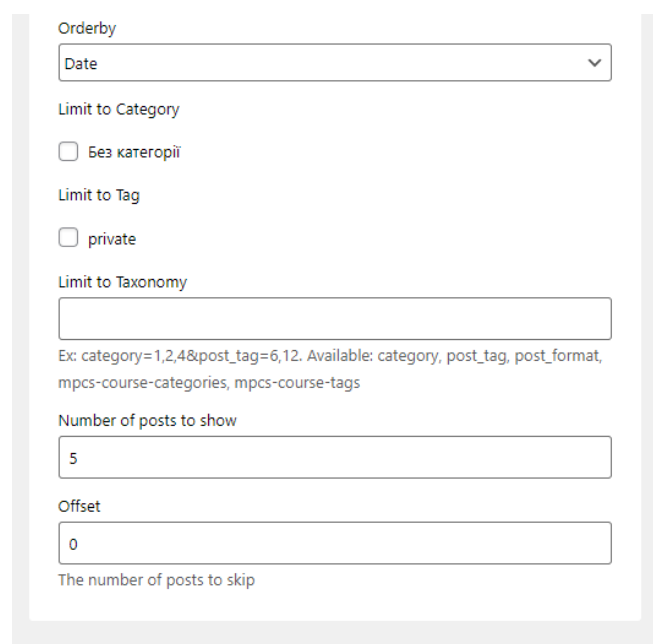 Orderby
Date
Limit to Category
Без категорії
Limit to Tag
private
Limit to Taxonomy
Ex: category=1,2,4&post_tag=6,12. Available: category, post_tag, post_format,
mpcs-course-categories, mpcs-course-tags
Number of posts to show
5
Offset
0
The number of posts to skip